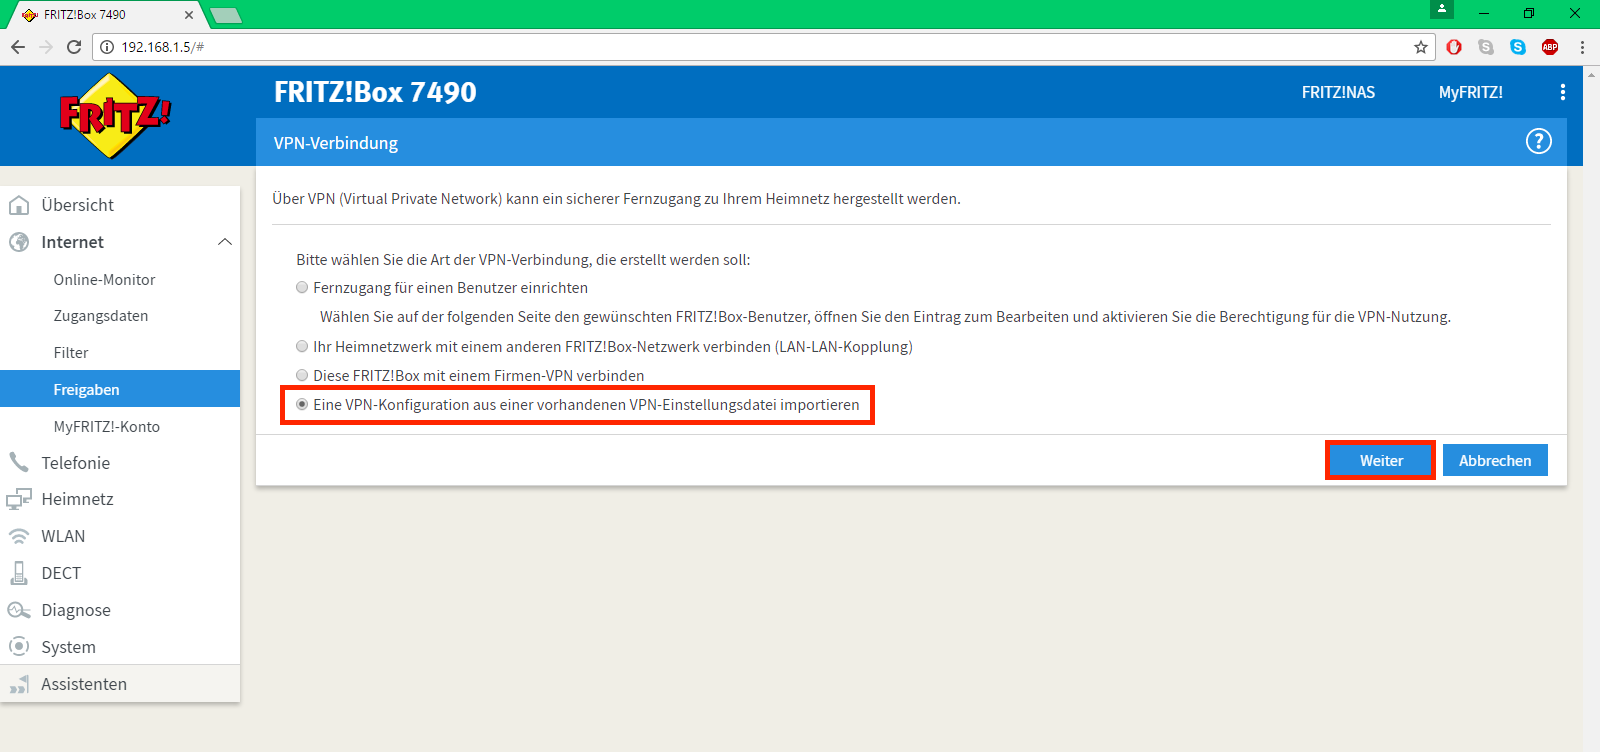 FRITZ!Box 7490
192.168.1.5/#
ABP
FRITZ!
FRITZ!Box 7490
FRITZ!NAS
MyFRITZ!
VPN-Verbindung
?
Übersicht
Internet
Online-Monitor
Zugangsdaten
Filter
Freigaben
MyFRITZ!-Konto
Telefonie
Heimnetz
WLAN
DECT
Diagnose
System
Assistenten
Über VPN (Virtual Private Network) kann ein sicherer Fernzugang zu Ihrem Heimnetz hergestellt werden.
Bitte wählen Sie die Art der VPN-Verbindung, die erstellt werden soll:
Fernzugang für einen Benutzer einrichten
Wählen Sie auf der folgenden Seite den gewünschten FRITZ!Box-Benutzer, öffnen Sie den Eintrag zum Bearbeiten und aktivieren Sie die Berechtigung für die VPN-Nutzung.
Ihr Heimnetzwerk mit einem anderen FRITZ!Box-Netzwerk verbinden (LAN-LAN-Kopplung)
Diese FRITZ!Box mit einem Firmen-VPN verbinden
Eine VPN-Konfiguration aus einer vorhandenen VPN-Einstellungsdatei importieren
Weiter
Abbrechen